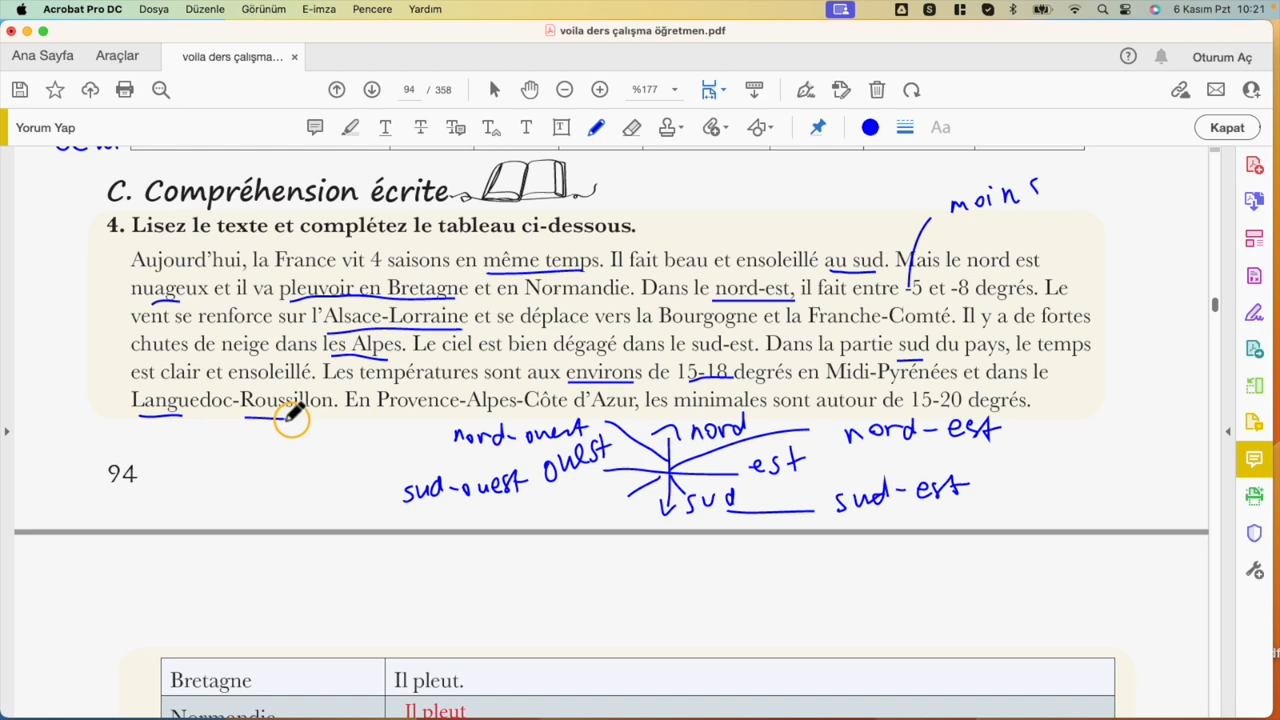 Acrobat Pro DC Dosya Düzenle Görünüm E-imza Pencere Yardım 6 Kasım Pzt 10:21
voila ders çalışma öğretmen.pdf
Ana Sayfa Araçlar voila ders çalışma... × Oturum Aç
94 / 358 %177
Yorum Yap Aa Kapat
C. Compréhension écrite
moins
4. Lisez le texte et complétez le tableau ci-dessous.
Aujourd'hui, la France vit 4 saisons en même temps. Il fait beau et ensoleillé au sud. Mais le nord est
nuageux et il va pleuvoir en Bretagne et en Normandie. Dans le nord-est, il fait entre -5 et -8 degrés. Le
vent se renforce sur l'Alsace-Lorraine et se déplace vers la Bourgogne et la Franche-Comté. Il y a de fortes
chutes de neige dans les Alpes. Le ciel est bien dégagé dans le sud-est. Dans la partie sud du pays, le temps
est clair et ensoleillé. Les températures sont aux environs de 15-18 degrés en Midi-Pyrénées et dans le
Languedoc-Roussillon. En Provence-Alpes-Côte d'Azur, les minimales sont autour de 15-20 degrés.
nord-ouest nord nord-est
sud-ouest ouest est
sud sud-est
94
Bretagne Il pleut.
Normandie Il pleut